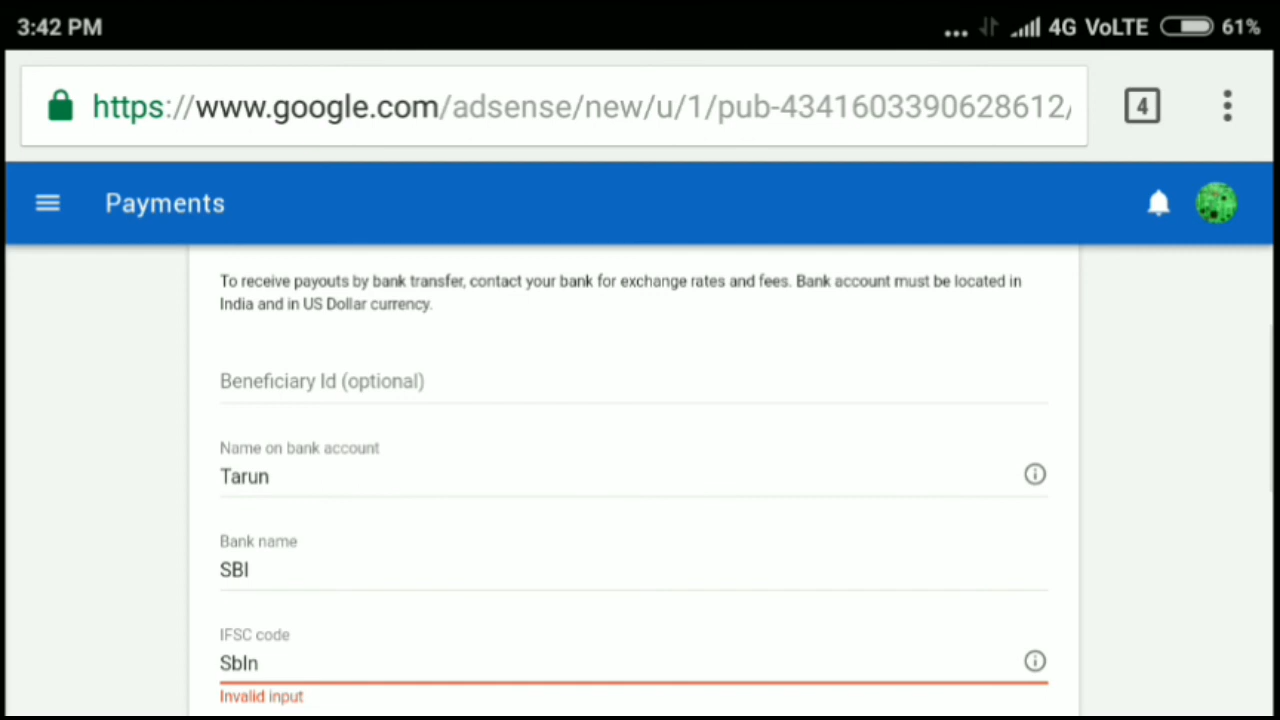 3:42 PM
... 4G VoLTE 61%
https://www.google.com/adsense/new/u/1/pub-4341603390628612/
4
Payments
To receive payouts by bank transfer, contact your bank for exchange rates and fees. Bank account must be located in
India and in US Dollar currency.
Beneficiary Id (optional)
Name on bank account
Tarun
Bank name
SBI
IFSC code
SbIn
Invalid input